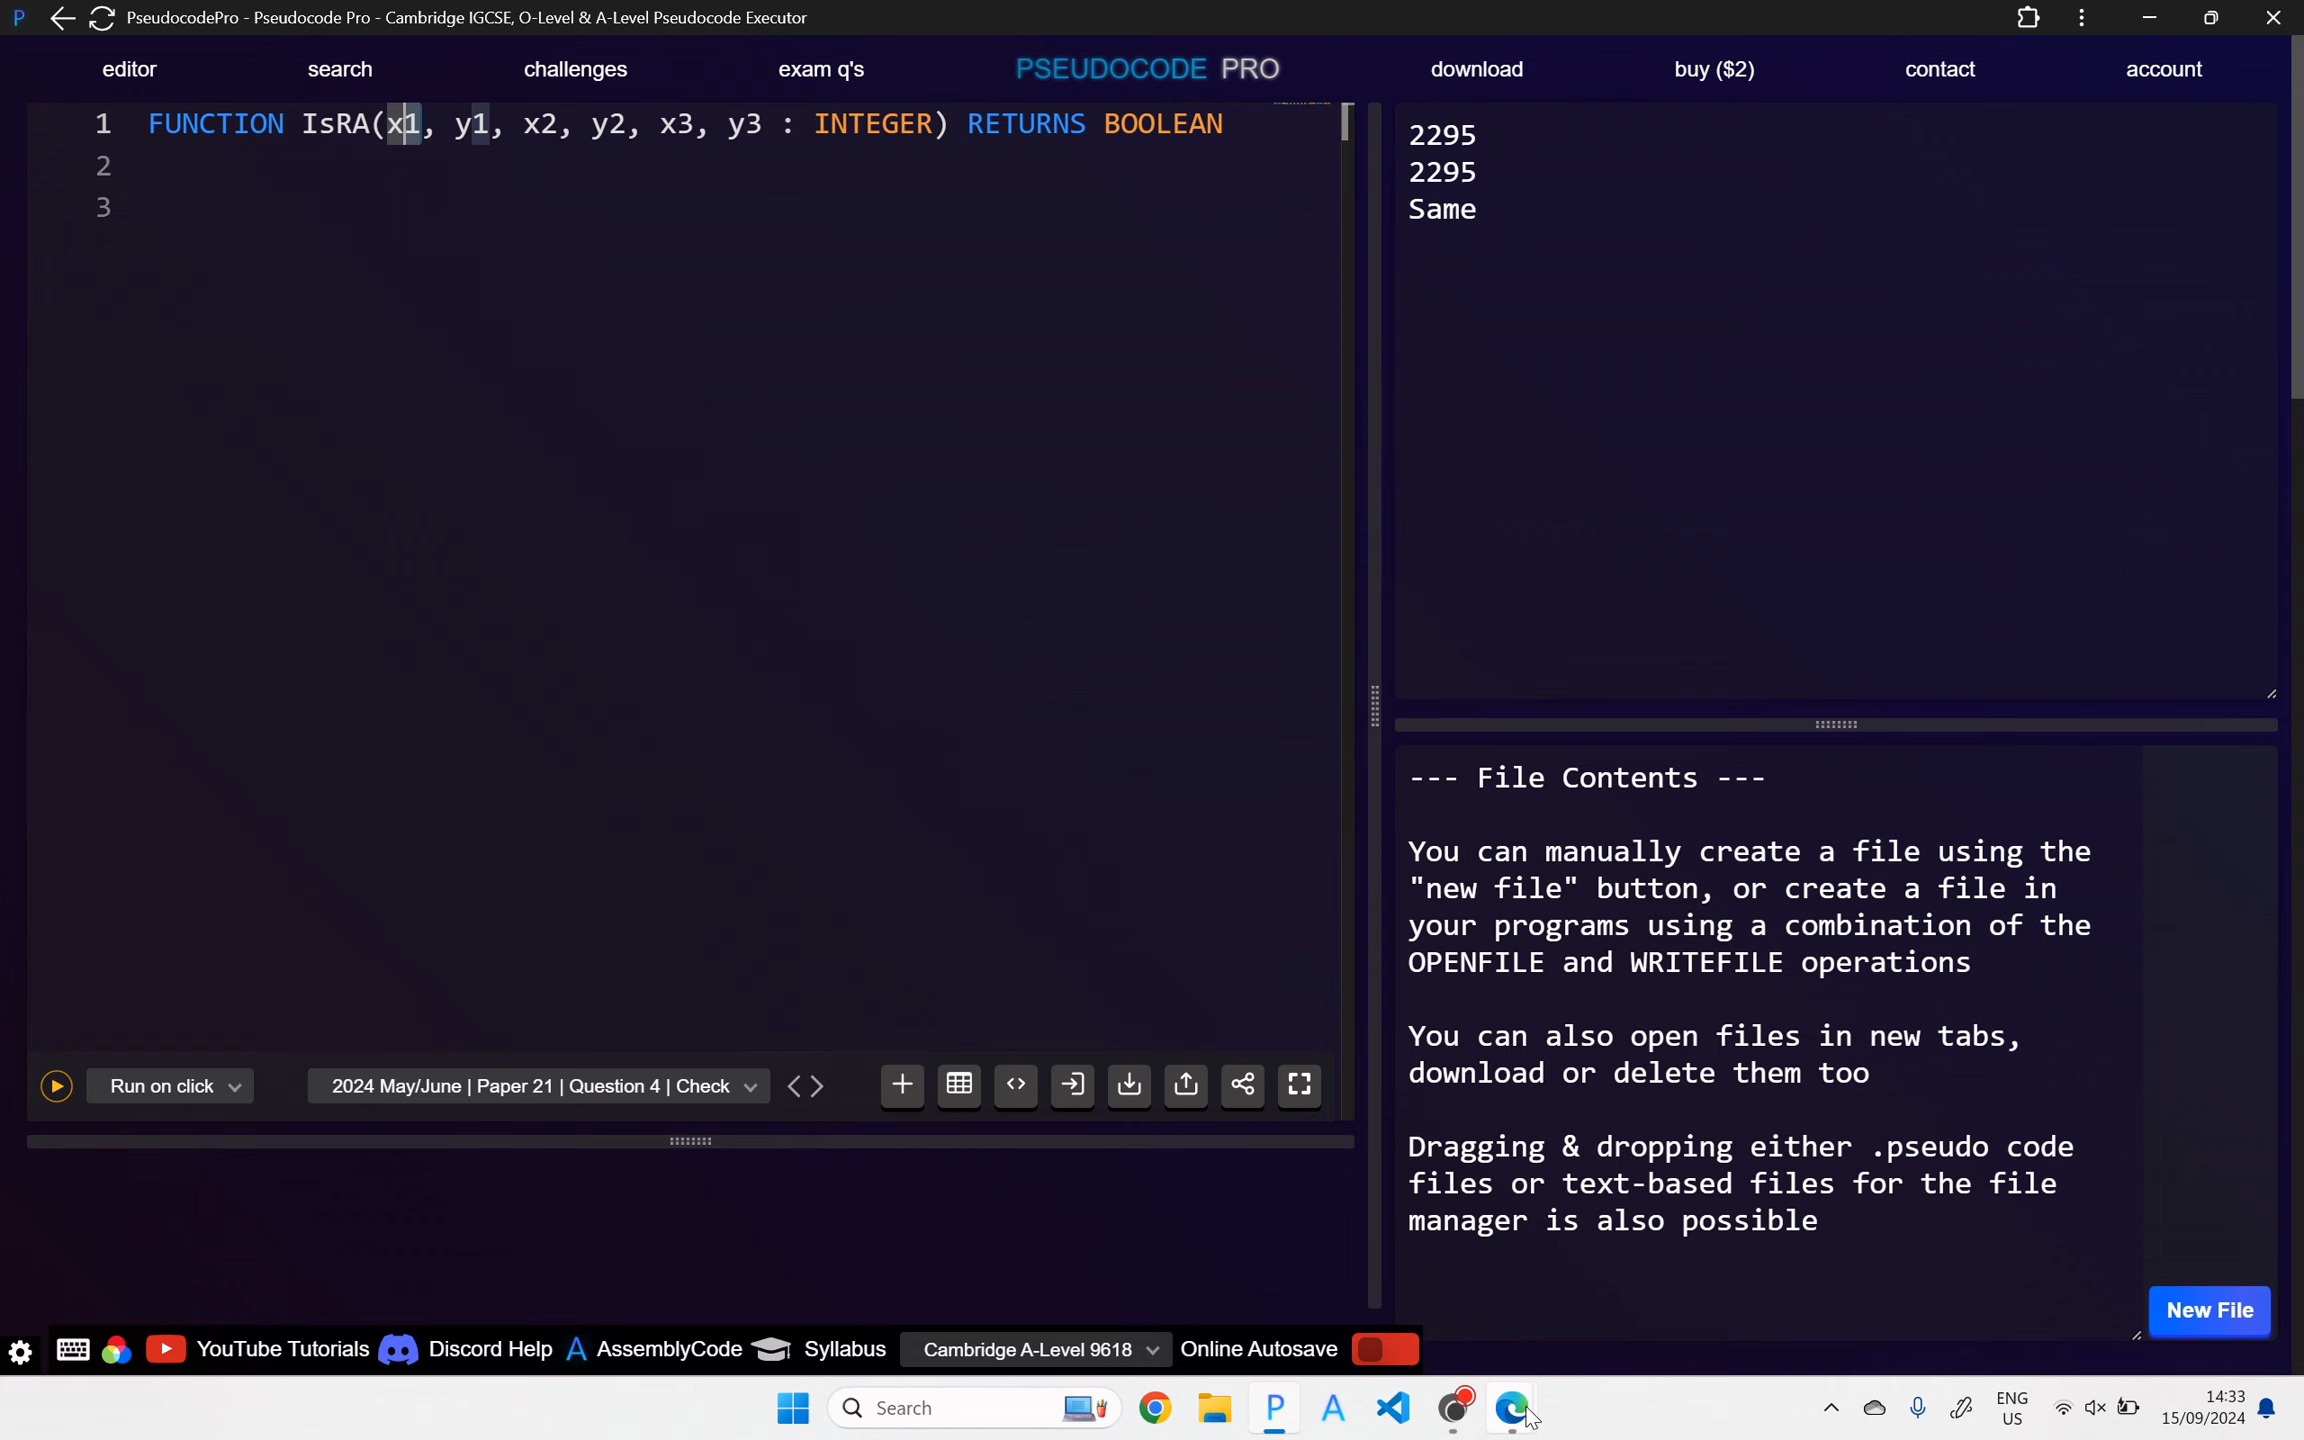 P PseudocodePro - Pseudocode Pro - Cambridge IGCSE, O-Level & A-Level Pseudocode Executor
editor search challenges exam q's PSEUDOCODE PRO download buy ($2) contact account
1 FUNCTION IsRA(x1, y1, x2, y2, x3, y3 : INTEGER) RETURNS BOOLEAN
2
3
2295
2295
Same
--- File Contents ---
You can manually create a file using the
"new file" button, or create a file in
your programs using a combination of the
OPENFILE and WRITEFILE operations
You can also open files in new tabs,
download or delete them too
Dragging & dropping either .pseudo code
files or text-based files for the file
manager is also possible
New File
Run on click 2024 May/June | Paper 21 | Question 4 | Check
YouTube Tutorials Discord Help A AssemblyCode Syllabus Cambridge A-Level 9618 Online Autosave
Search P A ENG
US
14:33
15/09/2024